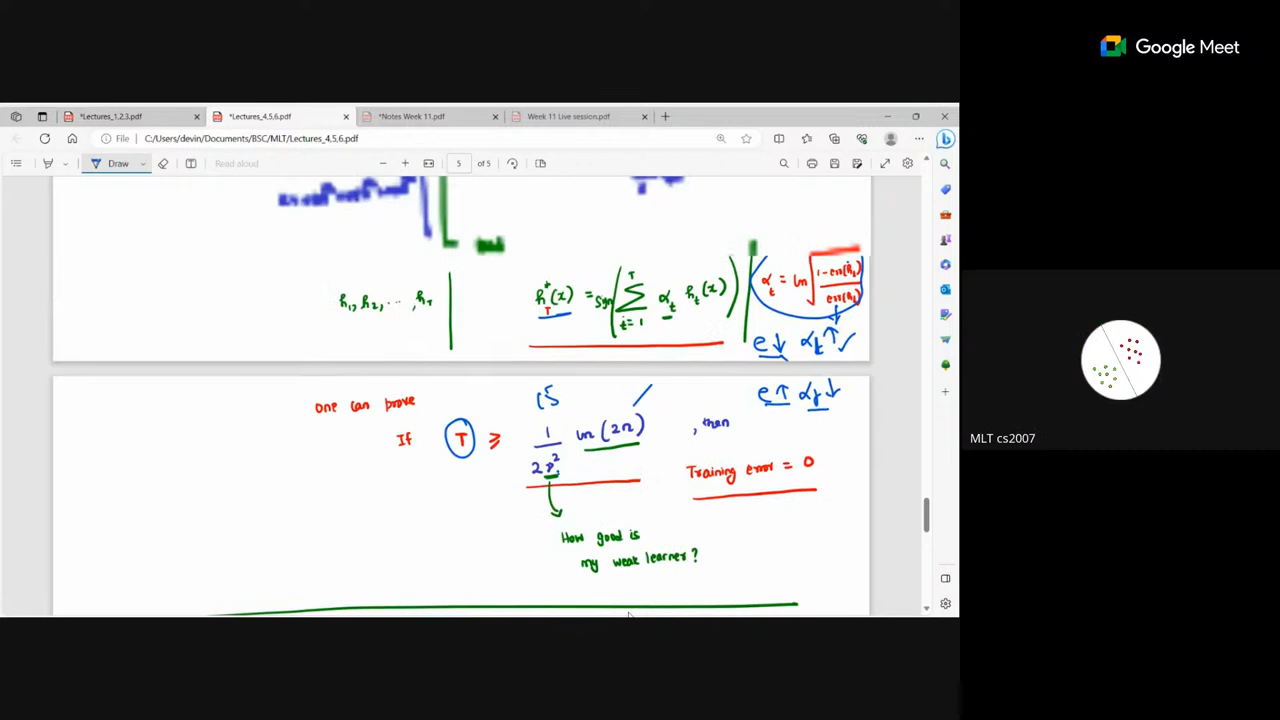 Google Meet
*Lectures_1,2,3.pdf
*Lectures_4,5,6.pdf
*Notes Week 11.pdf
Week 11 Live session.pdf
File
C:/Users/devin/Documents/BSC/MLT/Lectures_4,5,6.pdf
Draw
Read aloud
5 of 5
h₁, h₂, ..., h_T
h*_T(x) = sgn(∑_{t=1}^{T} α_t h_t(x))
α_t = ln √((1-err(h_t))/err(h_t))
e↓ α_t↑ ✓
One can prove
e↑ α_t↓
If T ≥ 1/(2γ²) ln(2n), then
Training error = 0
How good is
my weak learner?
MLT cs2007